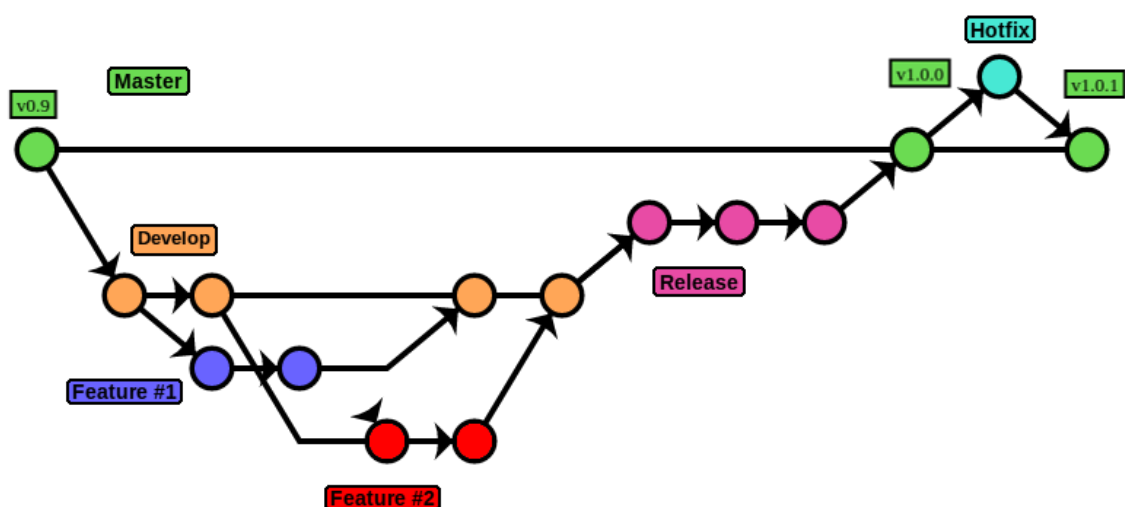 Hotfix
v1.0.0
v1.0.1
Master
v0.9
Develop
Release
Feature #1
Feature #2